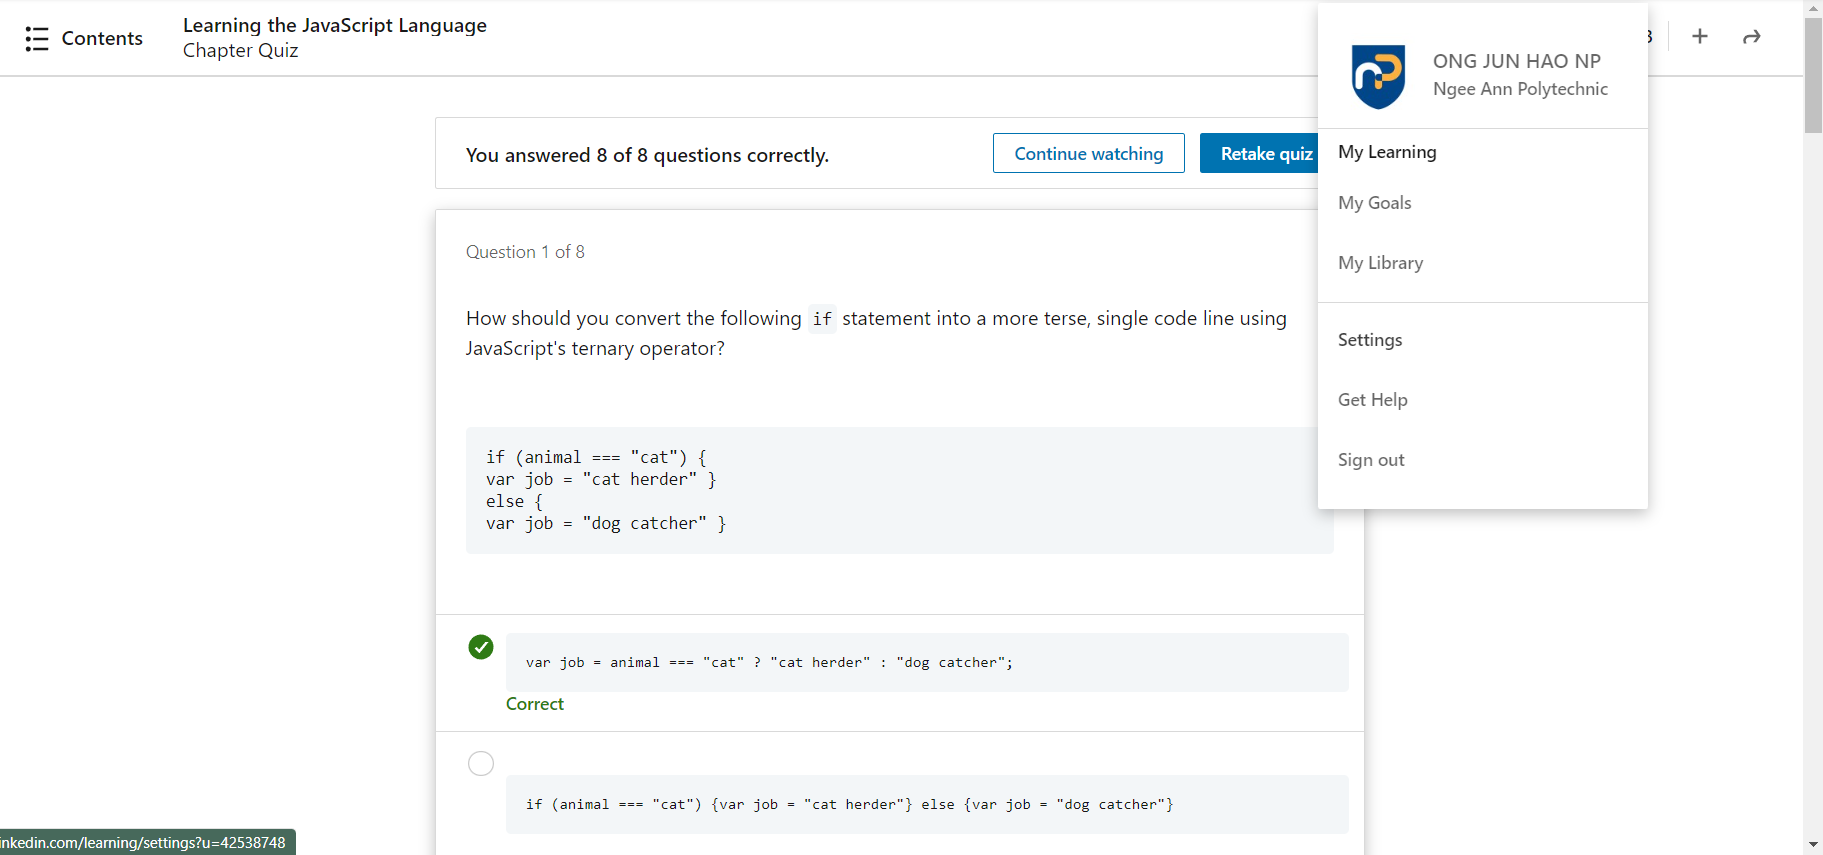 Contents
Learning the JavaScript Language
Chapter Quiz
ONG JUN HAO NP
Ngee Ann Polytechnic
My Learning
My Goals
My Library
Settings
Get Help
Sign out
You answered 8 of 8 questions correctly.
Continue watching
Retake quiz
Question 1 of 8
How should you convert the following if statement into a more terse, single code line using
JavaScript's ternary operator?
if (animal === "cat") {
var job = "cat herder" }
else {
var job = "dog catcher" }
var job = animal === "cat" ? "cat herder" : "dog catcher";
Correct
if (animal === "cat") {var job = "cat herder"} else {var job = "dog catcher"}
inkedin.com/learning/settings?u=42538748